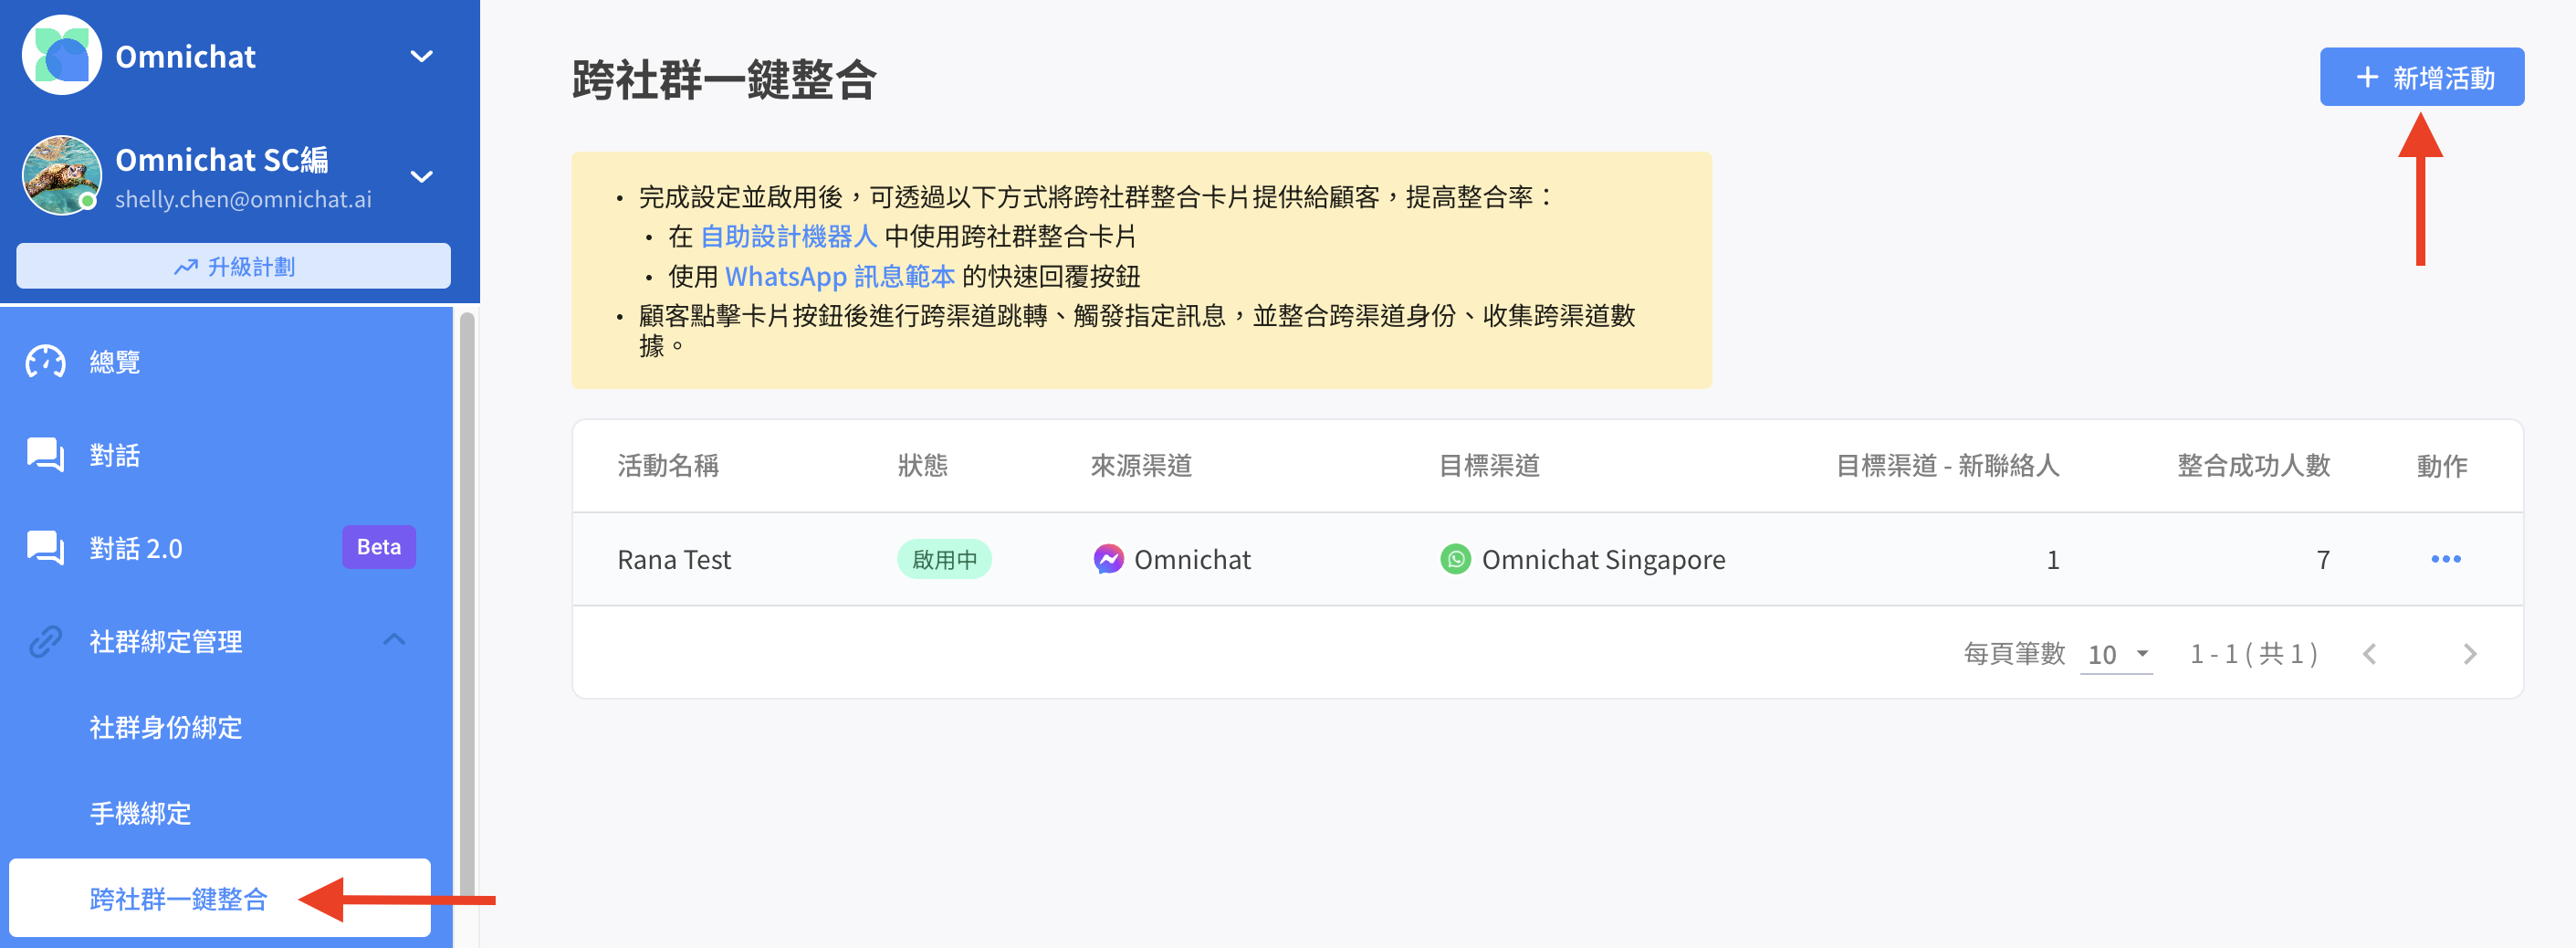 Omnichat
Omnichat SC編
shelly.chen@omnichat.ai
升級計劃
總覽
對話
對話 2.0
Beta
社群綁定管理
社群身份綁定
手機綁定
跨社群一鍵整合
跨社群一鍵整合
+ 新增活動
• 完成設定並啟用後，可透過以下方式將跨社群整合卡片提供給顧客，提高整合率：
• 在 自助設計機器人 中使用跨社群整合卡片
• 使用 WhatsApp 訊息範本 的快速回覆按鈕
• 顧客點擊卡片按鈕後進行跨渠道跳轉、觸發指定訊息，並整合跨渠道身份、收集跨渠道數
據。
活動名稱 狀態 來源渠道 目標渠道 目標渠道 - 新聯絡人 整合成功人數 動作
Rana Test 啟用中 Omnichat Omnichat Singapore 1 7
每頁筆數 10 1 - 1 ( 共 1 )